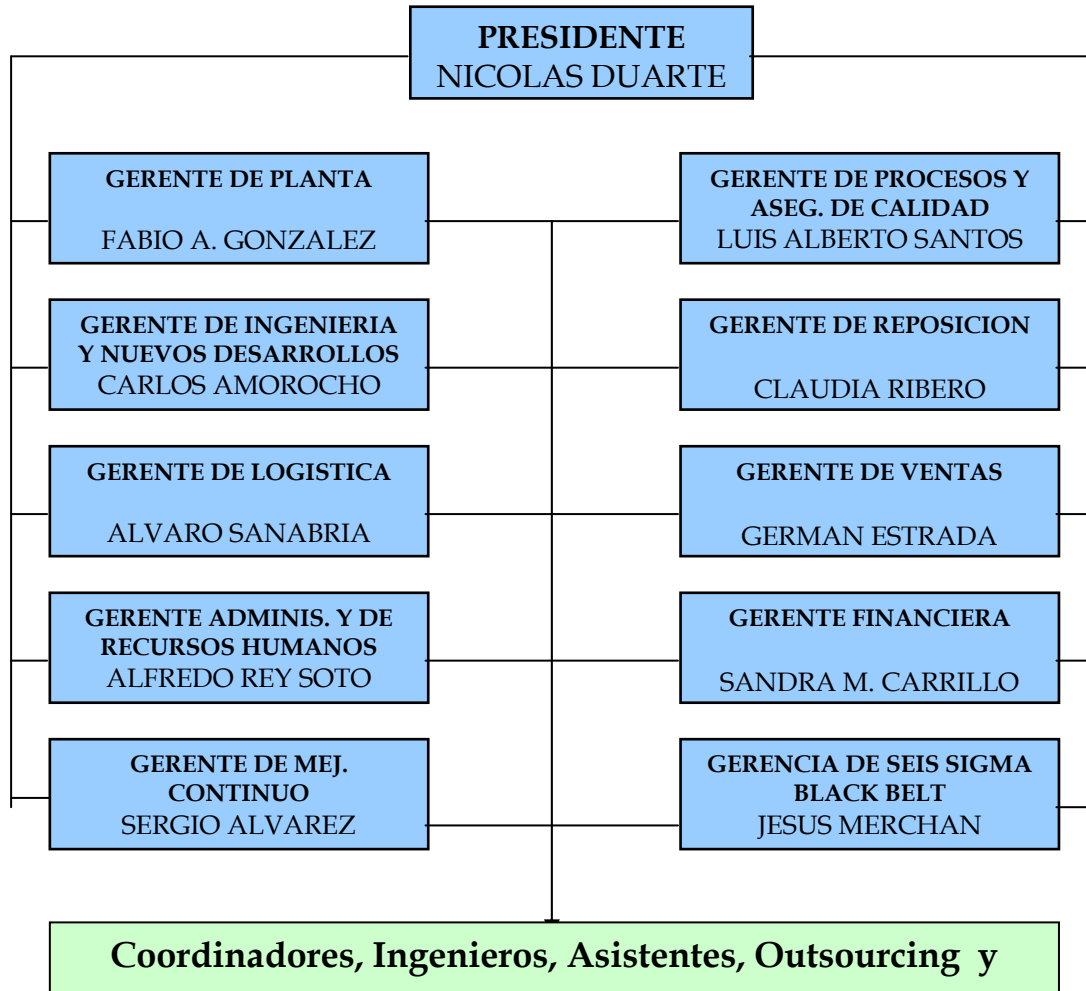 PRESIDENTE
NICOLAS DUARTE
GERENTE DE PLANTA
FABIO A. GONZALEZ
GERENTE DE PROCESOS Y
ASEG. DE CALIDAD
LUIS ALBERTO SANTOS
GERENTE DE INGENIERIA
Y NUEVOS DESARROLLOS
CARLOS AMOROCHO
GERENTE DE REPOSICION
CLAUDIA RIBERO
GERENTE DE LOGISTICA
ALVARO SANABRIA
GERENTE DE VENTAS
GERMAN ESTRADA
GERENTE ADMINIS. Y DE
RECURSOS HUMANOS
ALFREDO REY SOTO
GERENTE FINANCIERA
SANDRA M. CARRILLO
GERENTE DE MEJ.
CONTINUO
SERGIO ALVAREZ
GERENCIA DE SEIS SIGMA
BLACK BELT
JESUS MERCHAN
Coordinadores, Ingenieros, Asistentes, Outsourcing y